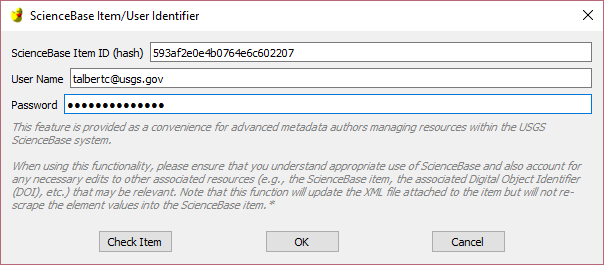 ScienceBase Item/User Identifier
ScienceBase Item ID (hash) 593af2e0e4b0764e6c602207
User Name talbertc@usgs.gov
Password ●●●●●●●●●●●●●●
This feature is provided as a convenience for advanced metadata authors managing resources within the USGS
ScienceBase system.
When using this functionality, please ensure that you understand appropriate use of ScienceBase and also account for
any necessary edits to other associated resources (e.g., the ScienceBase item, the associated Digital Object Identifier
(DOI), etc.) that may be relevant. Note that this function will update the XML file attached to the item but will not re-
scrape the element values into the ScienceBase item.*
Check Item OK Cancel